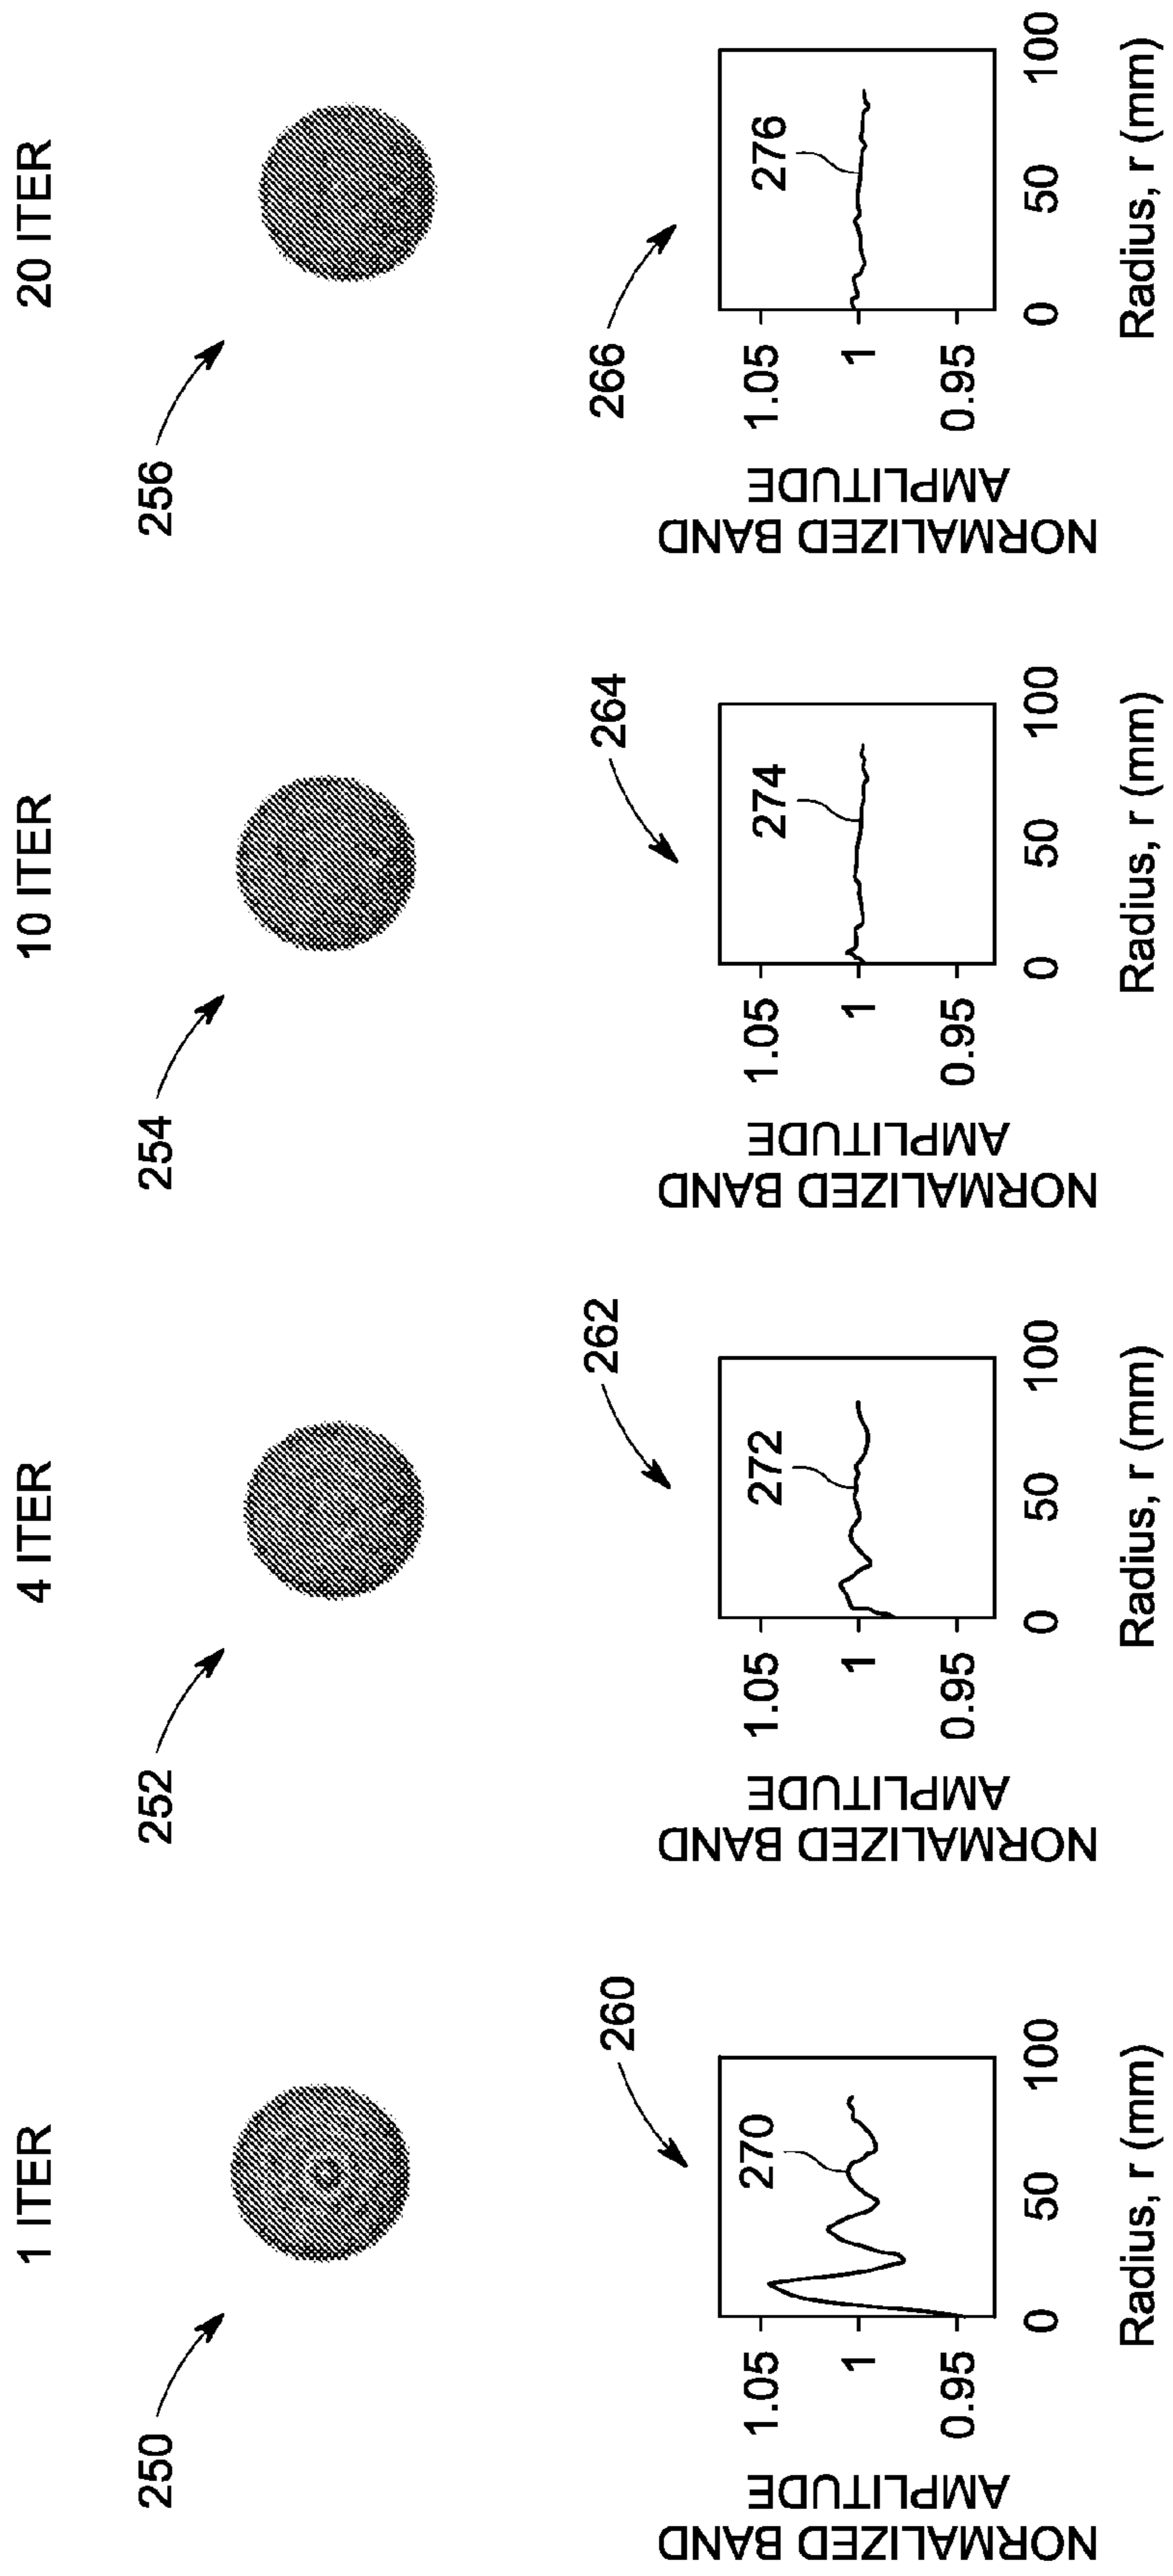 1 ITER
250
260
270
NORMALIZED BAND
AMPLITUDE
1.05
1
0.95
0
50
100
Radius, r (mm)
4 ITER
252
262
272
NORMALIZED BAND
AMPLITUDE
1.05
1
0.95
0
50
100
Radius, r (mm)
10 ITER
254
264
274
NORMALIZED BAND
AMPLITUDE
1.05
1
0.95
0
50
100
Radius, r (mm)
20 ITER
256
266
276
NORMALIZED BAND
AMPLITUDE
1.05
1
0.95
0
50
100
Radius, r (mm)